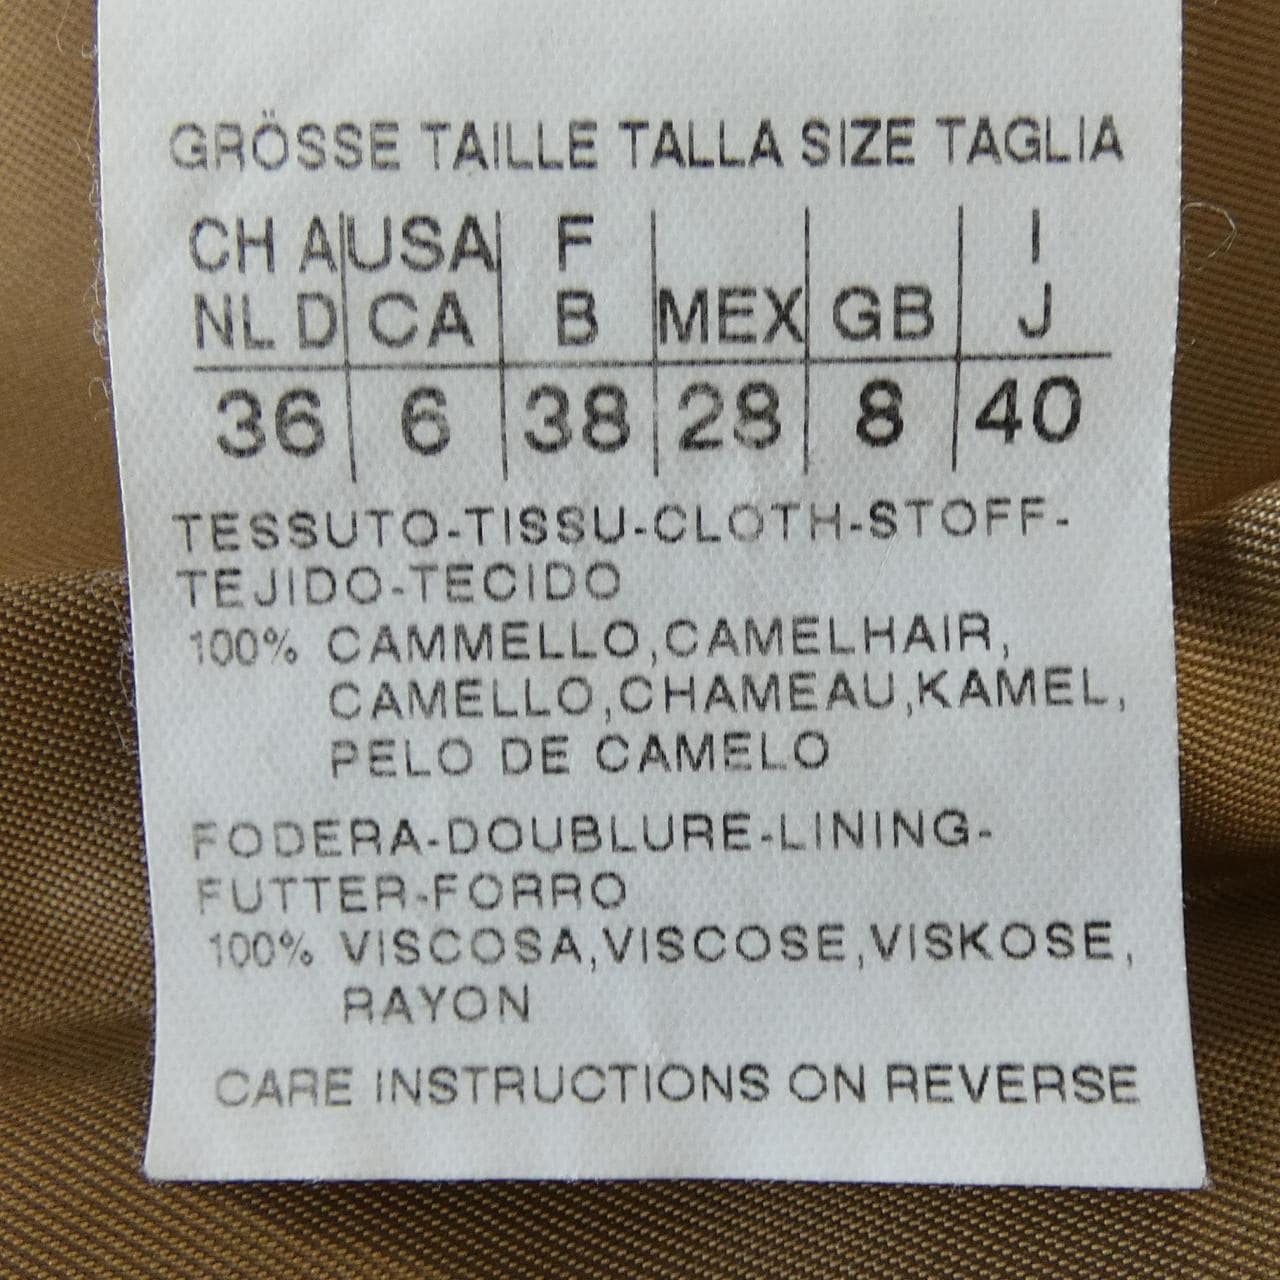 GRÖSSE TAILLE TALLA SIZE TAGLIA
CH A USA F I
NL D CA B MEX GB J
36 6 38 28 8 40
TESSUTO-TISSU-CLOTH-STOFF-
TEJIDO-TECIDO
100% CAMMELLO,CAMELHAIR,
CAMELLO,CHAMEAU,KAMEL,
PELO DE CAMELO
FODERA-DOUBLURE-LINING-
FUTTER-FORRO
100% VISCOSA,VISCOSE,VISKOSE,
RAYON
CARE INSTRUCTIONS ON REVERSE